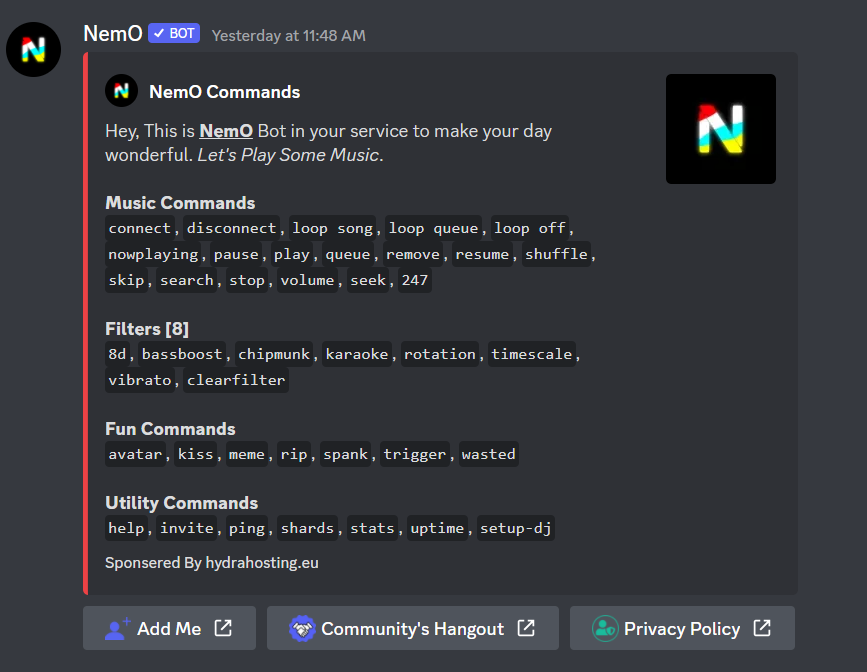 NemO BOT Yesterday at 11:48 AM
NemO Commands
Hey, This is NemO Bot in your service to make your day
wonderful. Let's Play Some Music.
Music Commands
connect, disconnect, loop song, loop queue, loop off,
nowplaying, pause, play, queue, remove, resume, shuffle,
skip, search, stop, volume, seek, 247
Filters [8]
8d, bassboost, chipmunk, karaoke, rotation, timescale,
vibrato, clearfilter
Fun Commands
avatar, kiss, meme, rip, spank, trigger, wasted
Utility Commands
help, invite, ping, shards, stats, uptime, setup-dj
Sponsered By hydrahosting.eu
Add Me Community's Hangout Privacy Policy